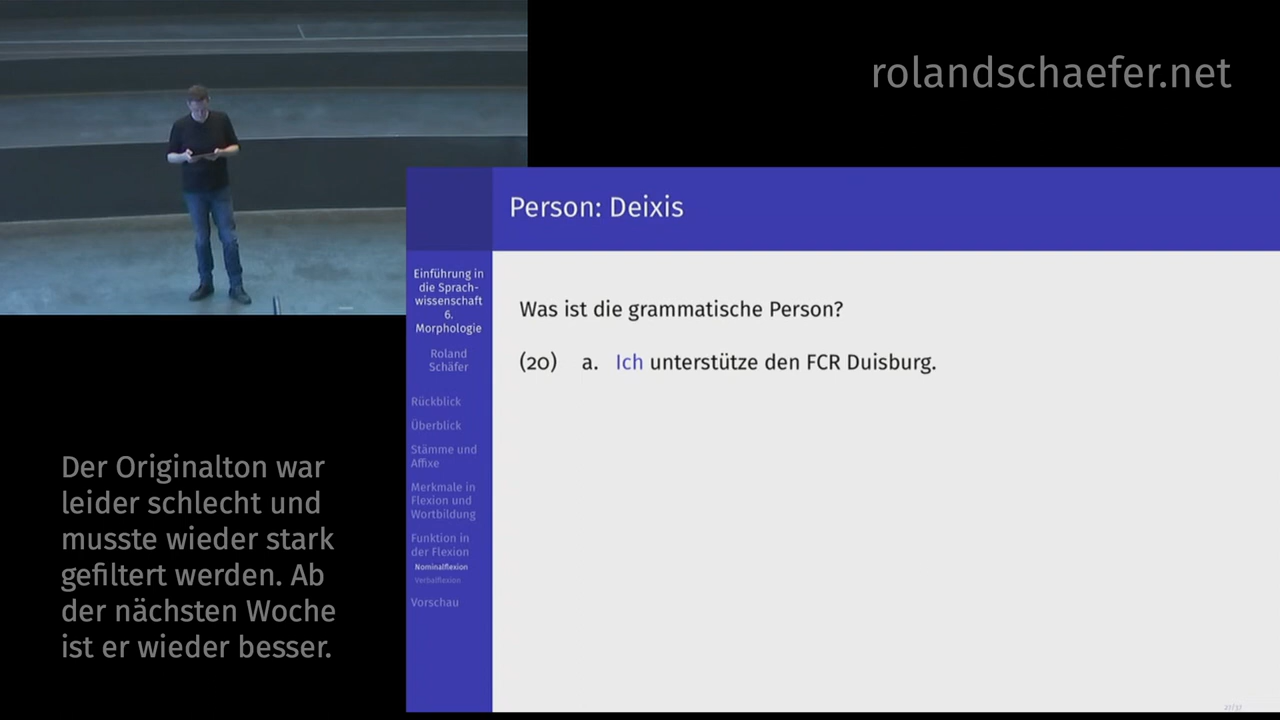 rolandschaefer.net
Person: Deixis
Einführung in
die Sprach-
wissenschaft
6.
Morphologie
Roland
Schäfer
Rückblick
Überblick
Stämme und
Affixe
Merkmale in
Flexion und
Wortbildung
Funktion in
der Flexion
Nominalflexion
Verbalflexion
Vorschau
Was ist die grammatische Person?
(20) a. Ich unterstütze den FCR Duisburg.
Der Originalton war
leider schlecht und
musste wieder stark
gefiltert werden. Ab
der nächsten Woche
ist er wieder besser.